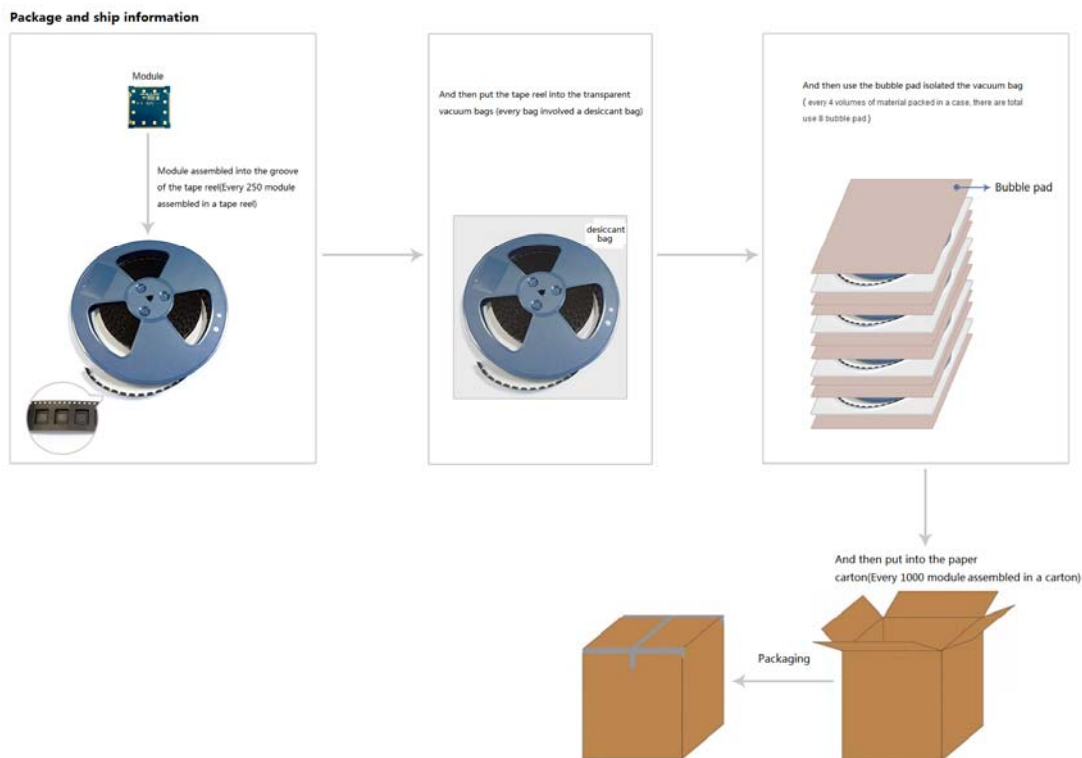 Package and ship information
Module
Module assembled into the groove
of the tape reel(Every 250 module
assembled in a tape reel)
And then put the tape reel into the transparent
vacuum bags (every bag involved a desiccant bag)
desiccant
bag
And then use the bubble pad isolated the vacuum bag
( every 4 volumes of material packed in a case, there are total
use 8 bubble pad )
Bubble pad
And then put into the paper
carton(Every 1000 module assembled in a carton)
Packaging